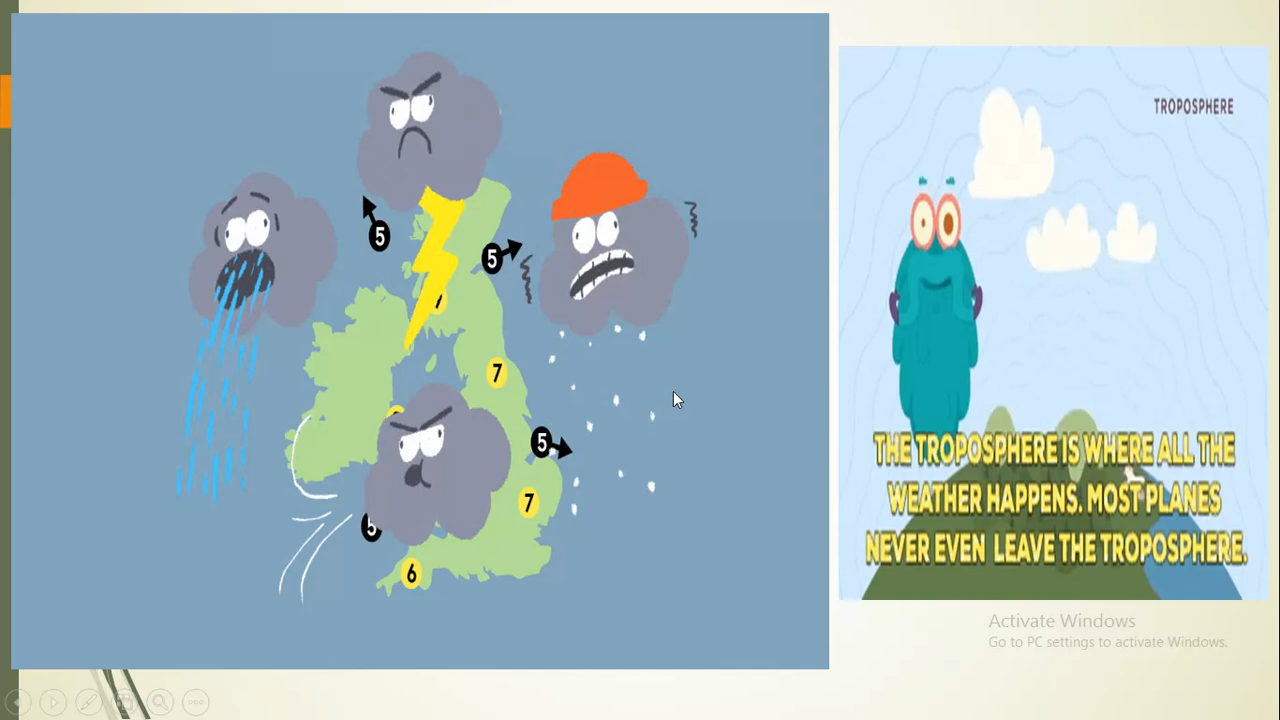 5
5
7
5
7
5
6
TROPOSPHERE
THE TROPOSPHERE IS WHERE ALL THE
WEATHER HAPPENS. MOST PLANES
NEVER EVEN LEAVE THE TROPOSPHERE.
Activate Windows
Go to PC settings to activate Windows.